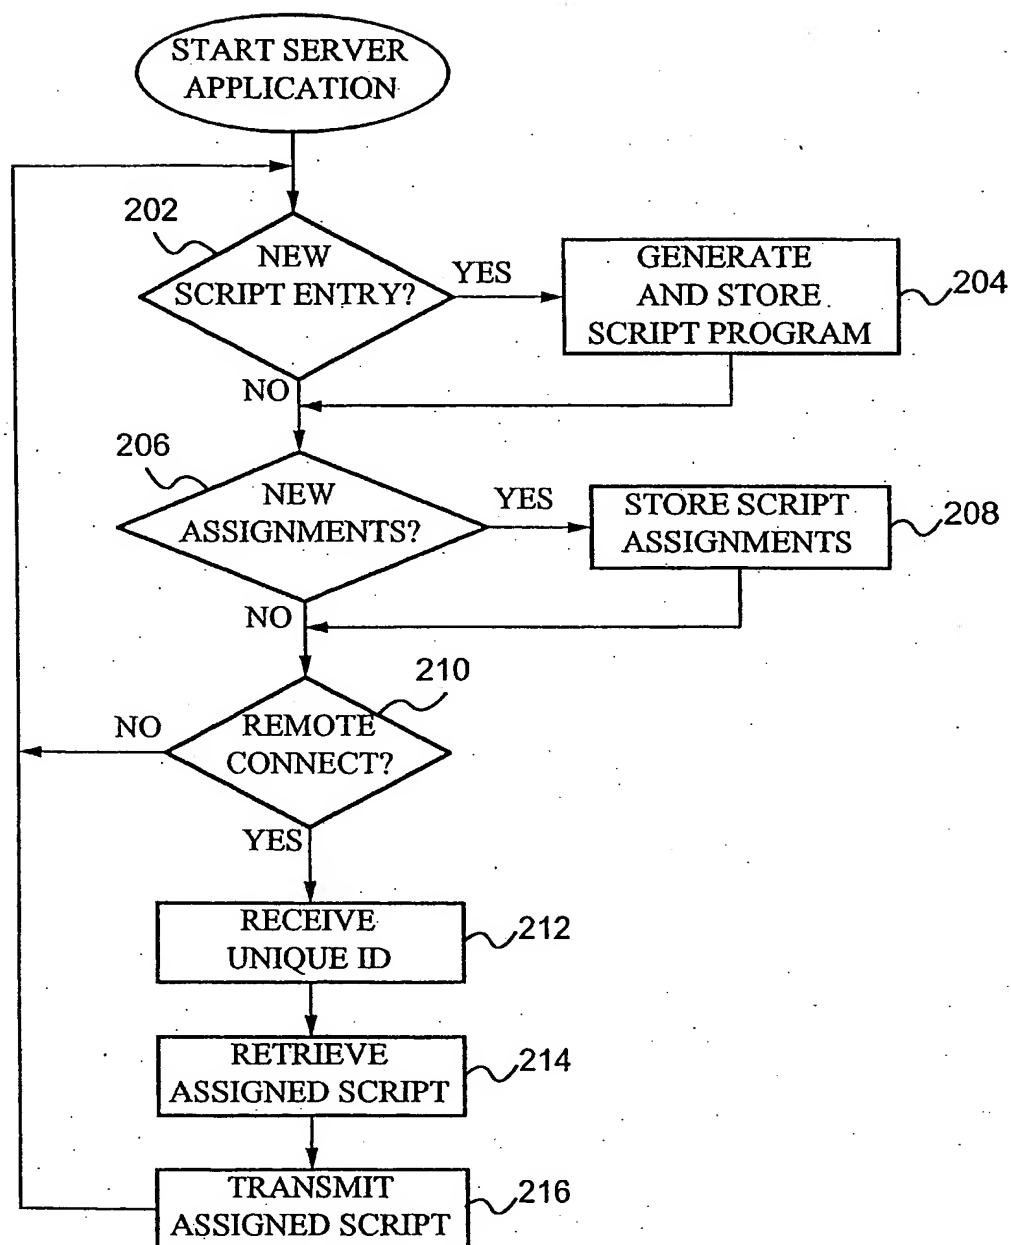 START SERVER
APPLICATION
202
NEW
SCRIPT ENTRY?
YES
GENERATE
AND STORE
SCRIPT PROGRAM
204
NO
206
NEW
ASSIGNMENTS?
YES
STORE SCRIPT
ASSIGNMENTS
208
NO
210
REMOTE
CONNECT?
NO
YES
RECEIVE
UNIQUE ID
212
RETRIEVE
ASSIGNED SCRIPT
214
TRANSMIT
ASSIGNED SCRIPT
216